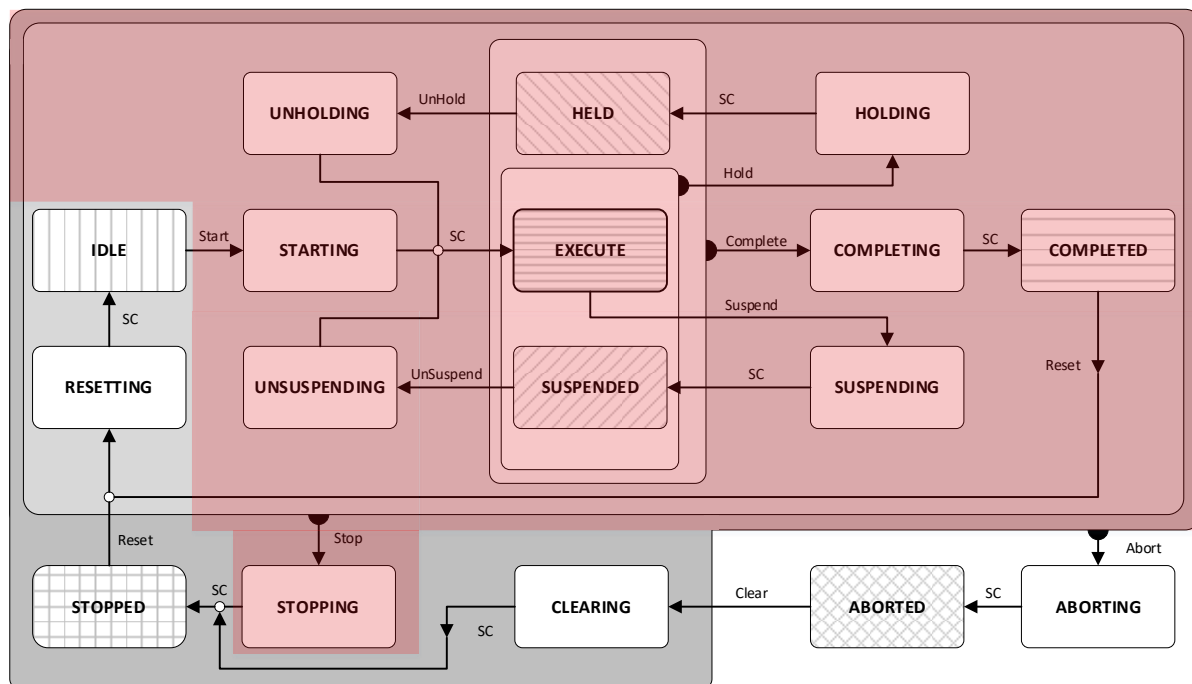 UNHOLDING
UnHold
HELD
SC
HOLDING
Hold
IDLE
Start
STARTING
SC
EXECUTE
Complete
COMPLETING
SC
COMPLETED
Suspend
SC
RESETTING
UNSUSPENDING
UnSuspend
SUSPENDED
SC
SUSPENDING
Reset
Reset
Stop
Abort
STOPPED
SC
STOPPING
SC
CLEARING
Clear
ABORTED
SC
ABORTING